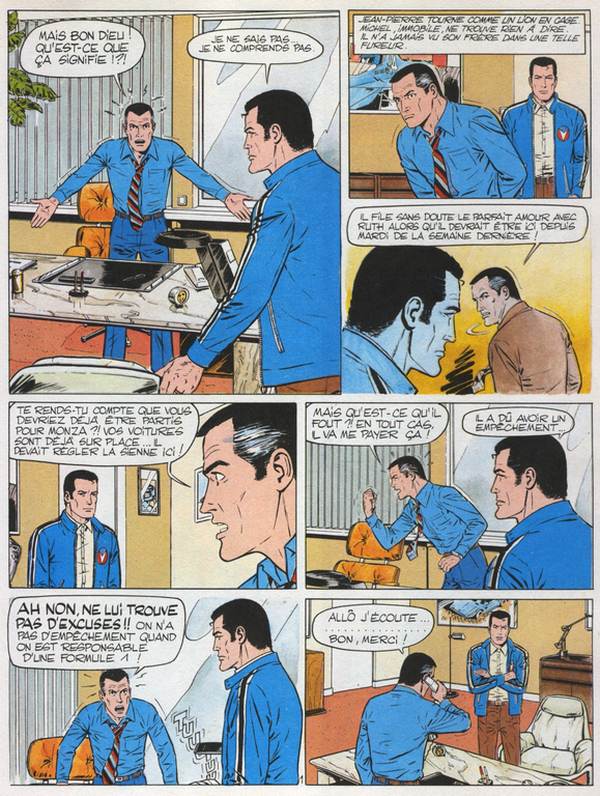 MAIS BON DIEU !
QU'EST-CE QUE
ÇA SIGNIFIE !?!
JE NE SAIS PAS...
JE NE COMPRENDS PAS.
JEAN-PIERRE TOURNE COMME UN LION EN CAGE.
MICHEL, IMMOBILE, NE TROUVE RIEN À DIRE.
IL N'A JAMAIS VU SON FRÈRE DANS UNE TELLE
FUREUR.
IL FILE SANS DOUTE LE PARFAIT AMOUR AVEC
RUTH ALORS QU'IL DEVRAIT ÊTRE ICI DEPUIS
MARDI DE LA SEMAINE DERNIÈRE !
TE RENDS-TU COMPTE QUE VOUS
DEVRIEZ DÉJÀ ÊTRE PARTIS
POUR MONZA ?! VOS VOITURES
SONT DÉJÀ SUR PLACE... IL
DEVAIT RÉGLER LA SIENNE ICI !
MAIS QU'EST-CE QU'IL
FOUT ?! EN TOUT CAS,
IL VA ME PAYER ÇA !
IL A DÛ AVOIR UN
EMPÊCHEMENT...
AH NON, NE LUI TROUVE
PAS D'EXCUSES !! ON N'A
PAS D'EMPÊCHEMENT QUAND
ON EST RESPONSABLE
D'UNE FORMULE 1 !
ALLÔ J'ÉCOUTE...
BON, MERCI !
1